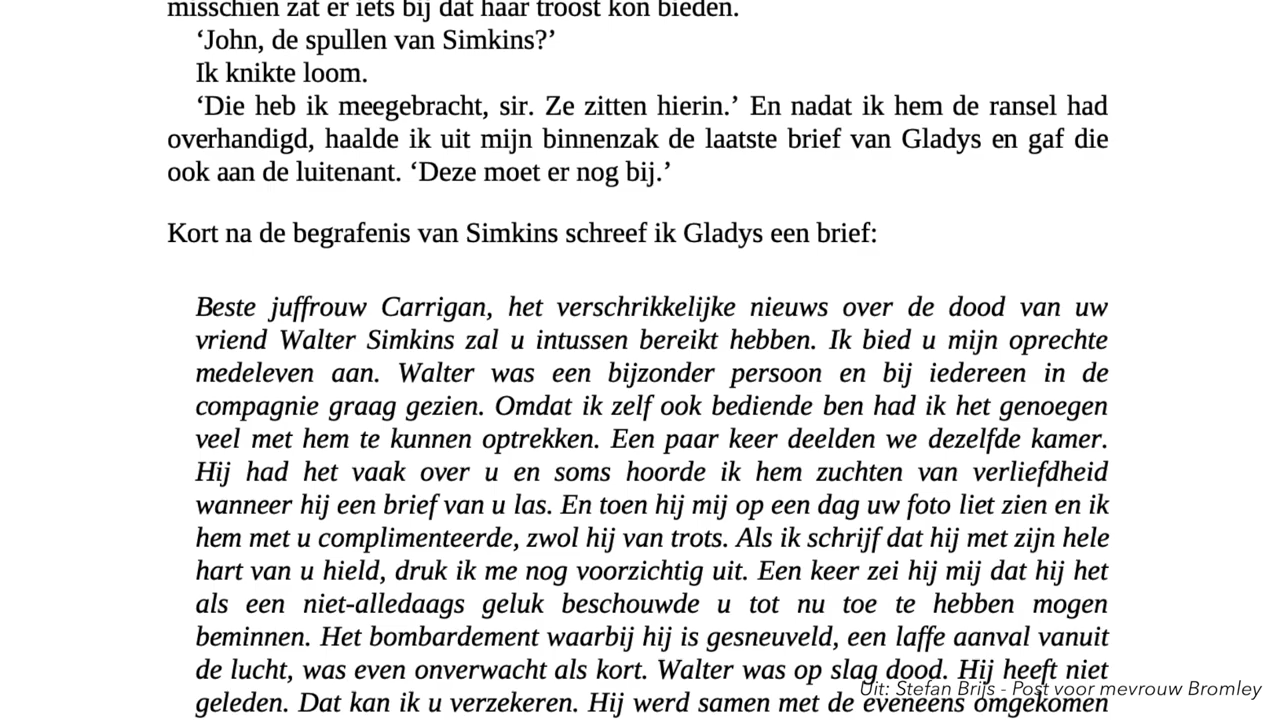 misschien zat er iets bij dat haar troost kon bieden.
‘John, de spullen van Simkins?’
Ik knikte loom.
‘Die heb ik meegebracht, sir. Ze zitten hierin.’ En nadat ik hem de ransel had
overhandigd, haalde ik uit mijn binnenzak de laatste brief van Gladys en gaf die
ook aan de luitenant. ‘Deze moet er nog bij.’
Kort na de begrafenis van Simkins schreef ik Gladys een brief:
Beste juffrouw Carrigan, het verschrikkelijke nieuws over de dood van uw
vriend Walter Simkins zal u intussen bereikt hebben. Ik bied u mijn oprechte
medeleven aan. Walter was een bijzonder persoon en bij iedereen in de
compagnie graag gezien. Omdat ik zelf ook bediende ben had ik het genoegen
veel met hem te kunnen optrekken. Een paar keer deelden we dezelfde kamer.
Hij had het vaak over u en soms hoorde ik hem zuchten van verliefdheid
wanneer hij een brief van u las. En toen hij mij op een dag uw foto liet zien en ik
hem met u complimenteerde, zwol hij van trots. Als ik schrijf dat hij met zijn hele
hart van u hield, druk ik me nog voorzichtig uit. Een keer zei hij mij dat hij het
als een niet-alledaags geluk beschouwde u tot nu toe te hebben mogen
beminnen. Het bombardement waarbij hij is gesneuveld, een laffe aanval vanuit
de lucht, was even onverwacht als kort. Walter was op slag dood. Hij heeft niet
geleden. Dat kan ik u verzekeren. Hij werd samen met de eveneens omgekomen
Uit: Stefan Brijs - Post voor mevrouw Bromley